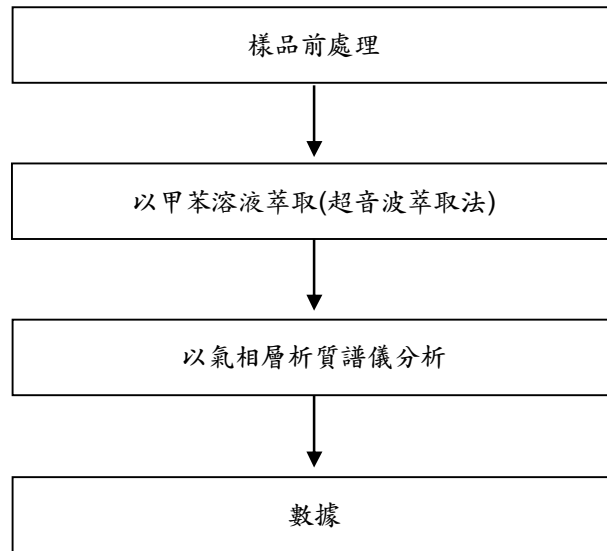 樣品前處理
以甲苯溶液萃取(超音波萃取法)
以氣相層析質譜儀分析
數據